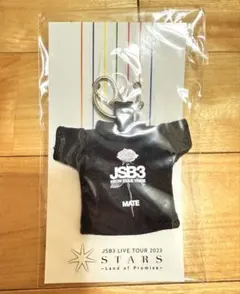 JSB3
MATE
JSB3 LIVE TOUR 2023
STARS
~Land of Promise~